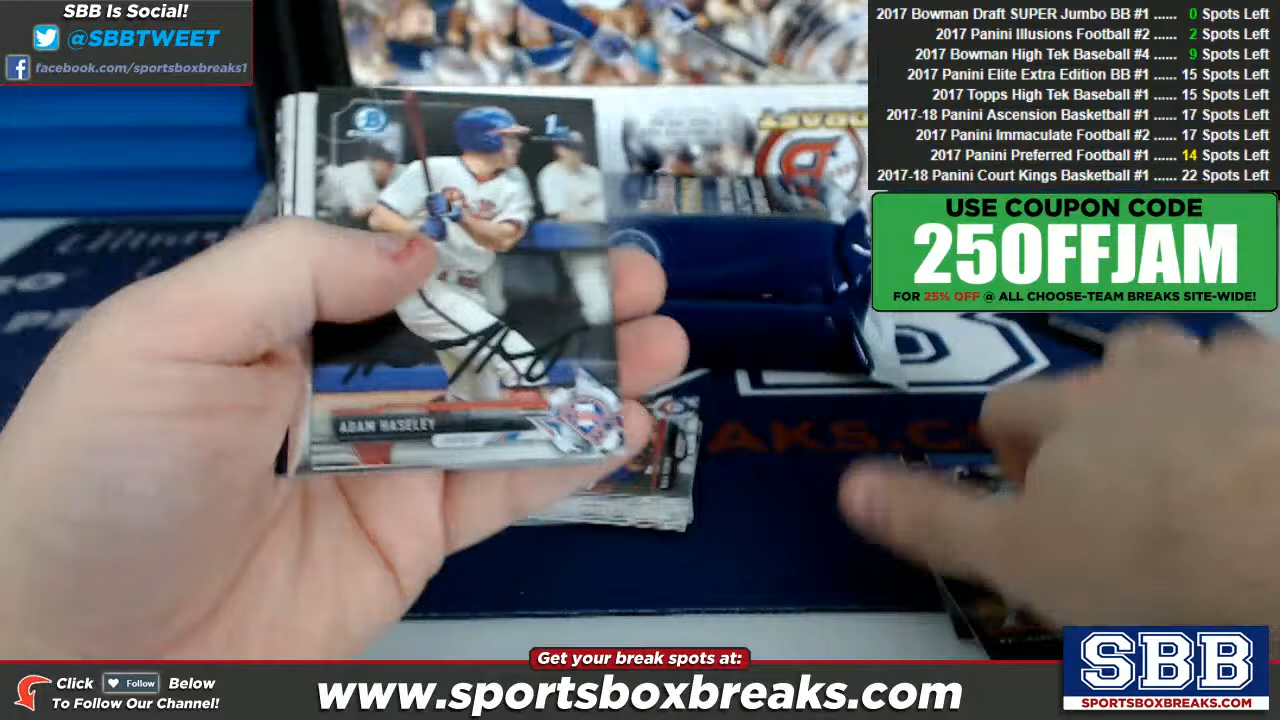 SBB Is Social!
@SBBTWEET
facebook.com/sportsboxbreaks1
2017 Bowman Draft SUPER Jumbo BB #1 ...... 0 Spots Left
2017 Panini Illusions Football #2 ...... 2 Spots Left
2017 Bowman High Tek Baseball #4 ...... 9 Spots Left
2017 Panini Elite Extra Edition BB #1 ...... 15 Spots Left
2017 Topps High Tek Baseball #1 ...... 15 Spots Left
2017-18 Panini Ascension Basketball #1 ...... 17 Spots Left
2017 Panini Immaculate Football #2 ...... 17 Spots Left
2017 Panini Preferred Football #1 ...... 14 Spots Left
2017-18 Panini Court Kings Basketball #1 ...... 22 Spots Left
USE COUPON CODE
25OFFJAM
FOR 25% OFF @ ALL CHOOSE-TEAM BREAKS SITE-WIDE!
1st
DRAFT
B
ADAM HASELEY
Get your break spots at:
Click Follow Below
To Follow Our Channel!
www.sportsboxbreaks.com
SBB
SPORTSBOXBREAKS.COM